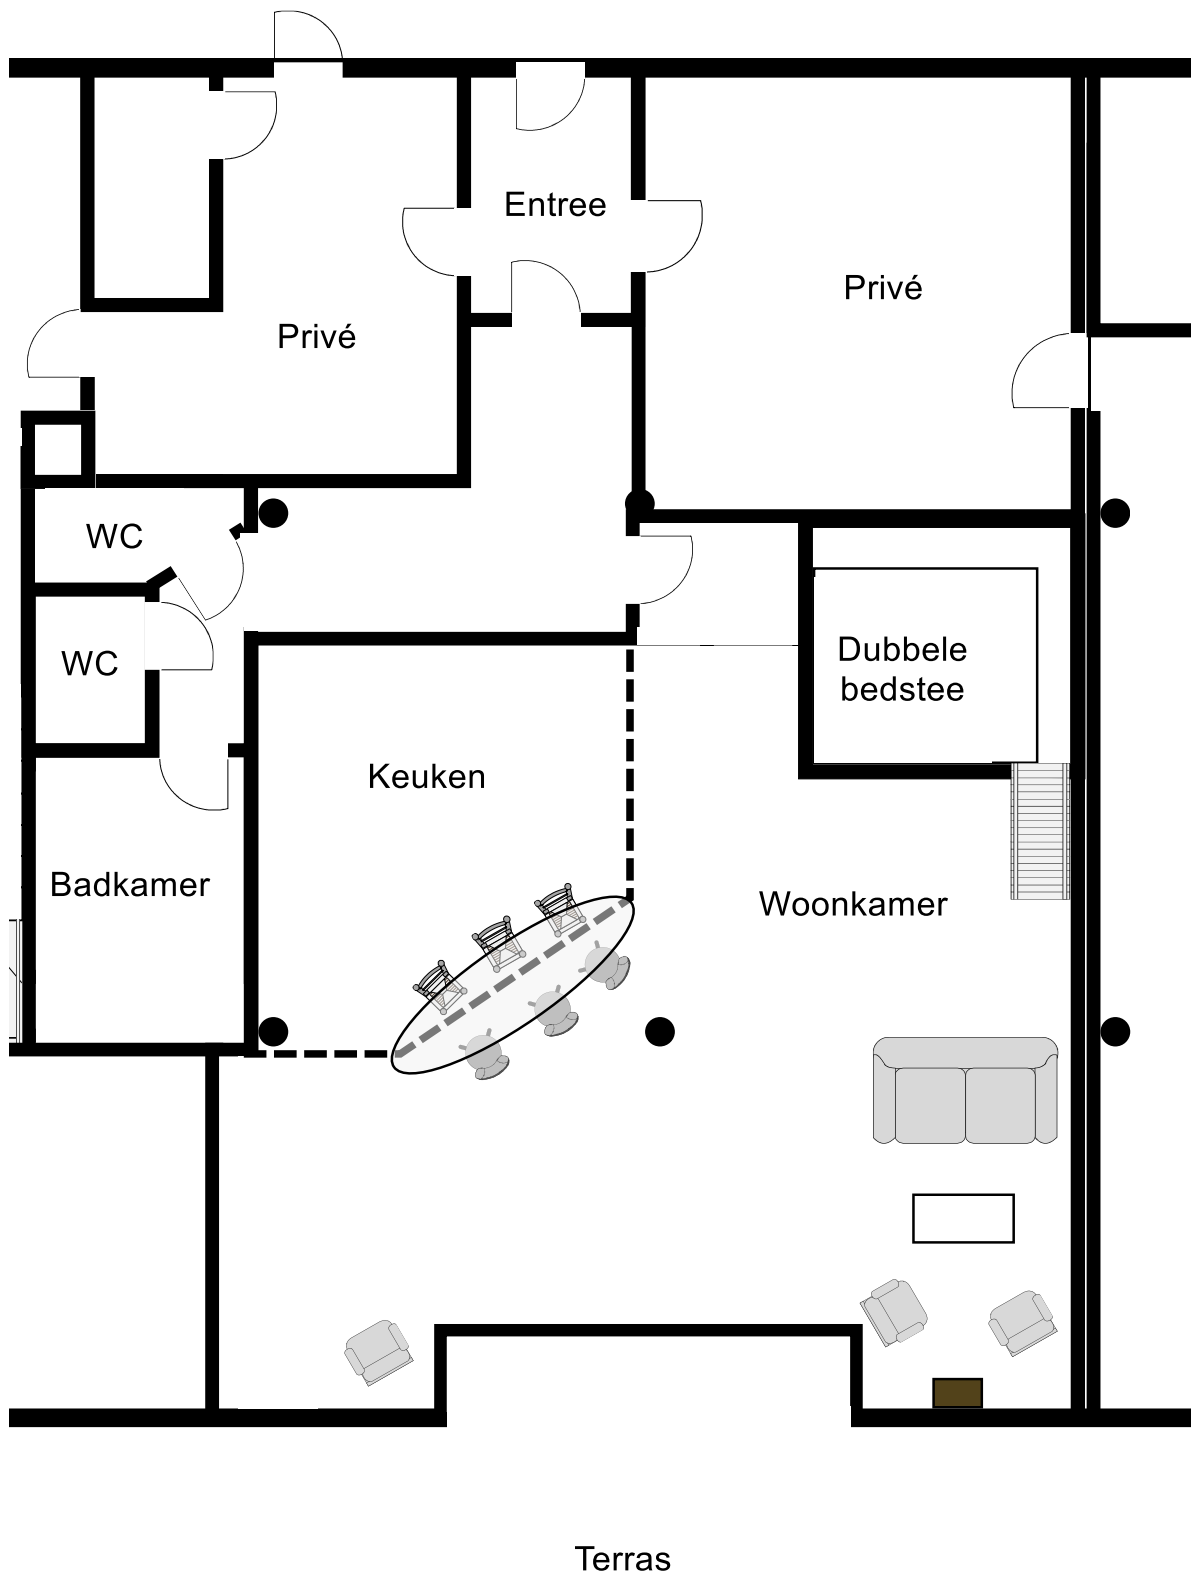 Entree
Privé
Privé
WC
Dubbele
bedstee
WC
Keuken
Badkamer
Woonkamer
Terras